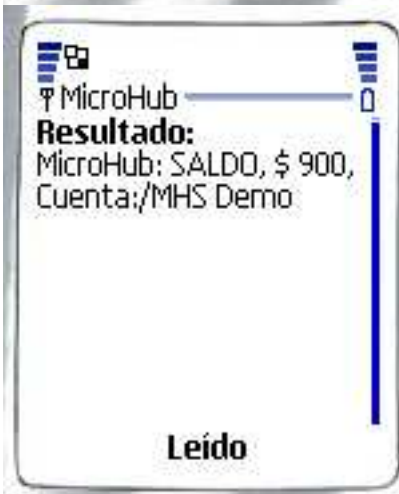 MicroHub
Resultado:
MicroHub: SALDO, $ 900,
Cuenta:/MHS Demo
Leído